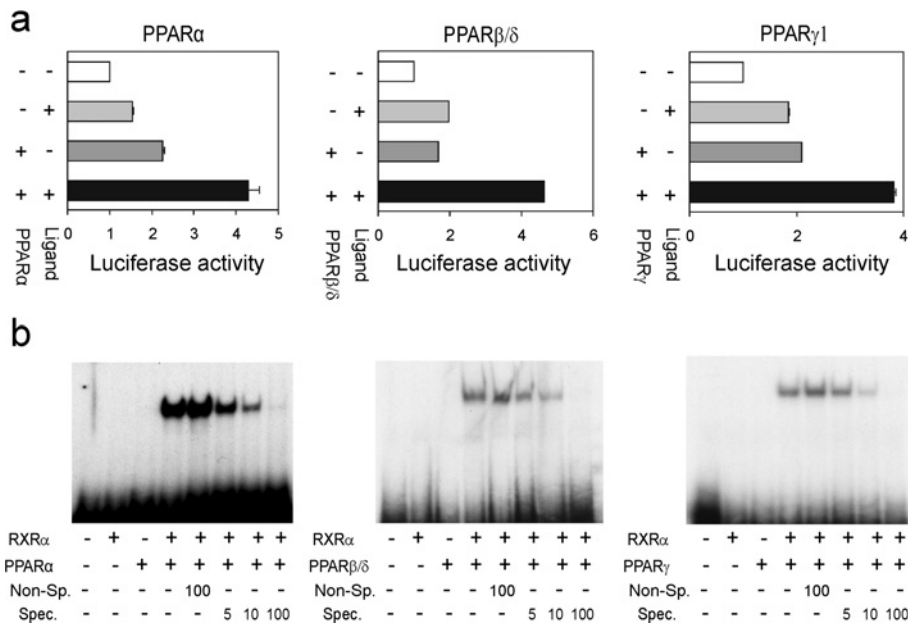 a
PPARα PPARβ/δ PPARγ1
- - - - - -
- + - + - +
+ - + - + -
+ + + + + +
0 1 2 3 4 5 0 2 4 6 0 2 4
PPARα Ligand PPARβ/δ Ligand PPARγ Ligand
Luciferase activity Luciferase activity Luciferase activity
b
RXRα - + - + + + + + RXRα - + - + + + + + RXRα - + - + + + + +
PPARα - - + + + + + + PPARβ/δ - - + + + + + + PPARγ - - + + + + + +
Non-Sp. - - - - 100 - - - Non-Sp. - - - - 100 - - - Non-Sp. - - - - 100 - - -
Spec. - - - - - 5 10 100 Spec. - - - - - 5 10 100 Spec. - - - - - 5 10 100